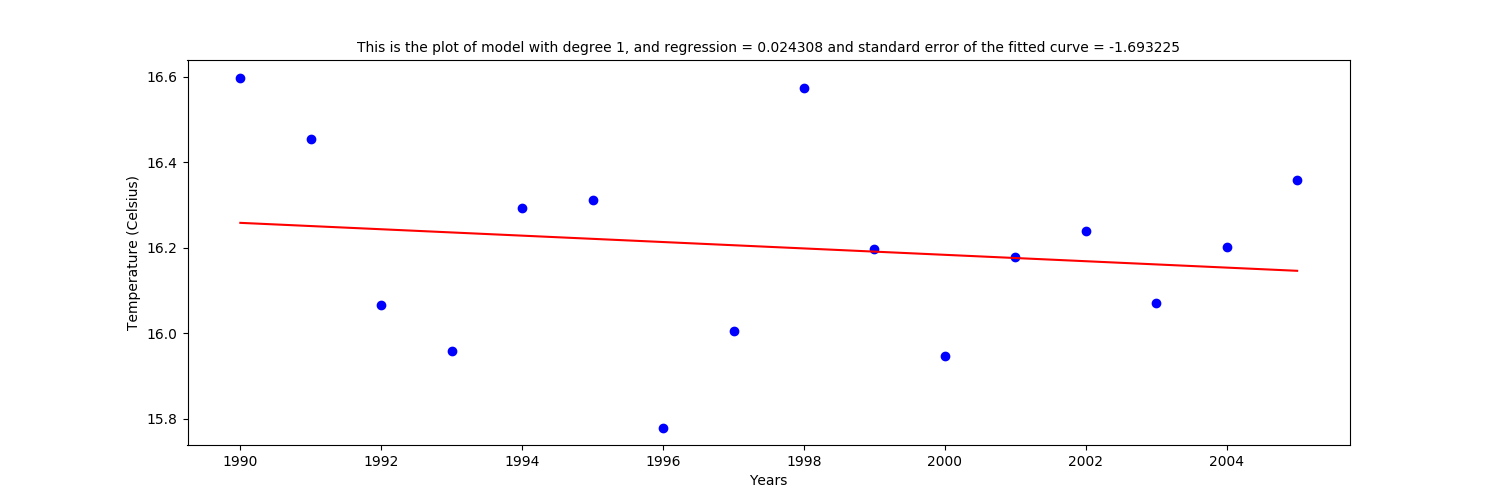 This is the plot of model with degree 1, and regression = 0.024308 and standard error of the fitted curve = -1.693225
16.6
16.4
16.2
16.0
15.8
Temperature (Celsius)
1990 1992 1994 1996 1998 2000 2002 2004
Years